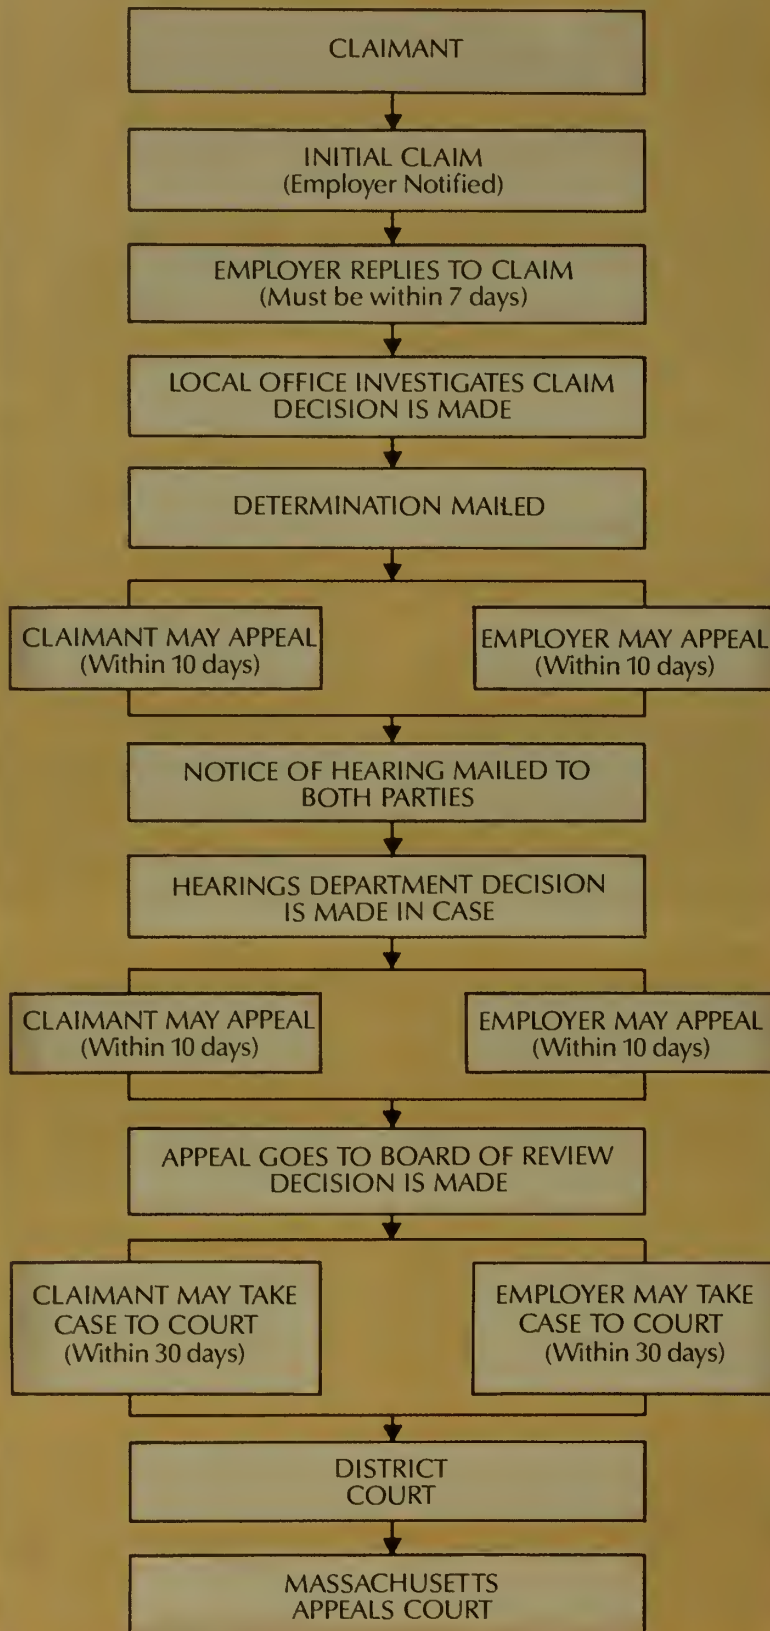 CLAIMANT
INITIAL CLAIM
(Employer Notified)
EMPLOYER REPLIES TO CLAIM
(Must be within 7 days)
LOCAL OFFICE INVESTIGATES CLAIM
DECISION IS MADE
DETERMINATION MAILED
CLAIMANT MAY APPEAL
(Within 10 days)
EMPLOYER MAY APPEAL
(Within 10 days)
NOTICE OF HEARING MAILED TO
BOTH PARTIES
HEARINGS DEPARTMENT DECISION
IS MADE IN CASE
CLAIMANT MAY APPEAL
(Within 10 days)
EMPLOYER MAY APPEAL
(Within 10 days)
APPEAL GOES TO BOARD OF REVIEW
DECISION IS MADE
CLAIMANT MAY TAKE
CASE TO COURT
(Within 30 days)
EMPLOYER MAY TAKE
CASE TO COURT
(Within 30 days)
DISTRICT
COURT
MASSACHUSETTS
APPEALS COURT